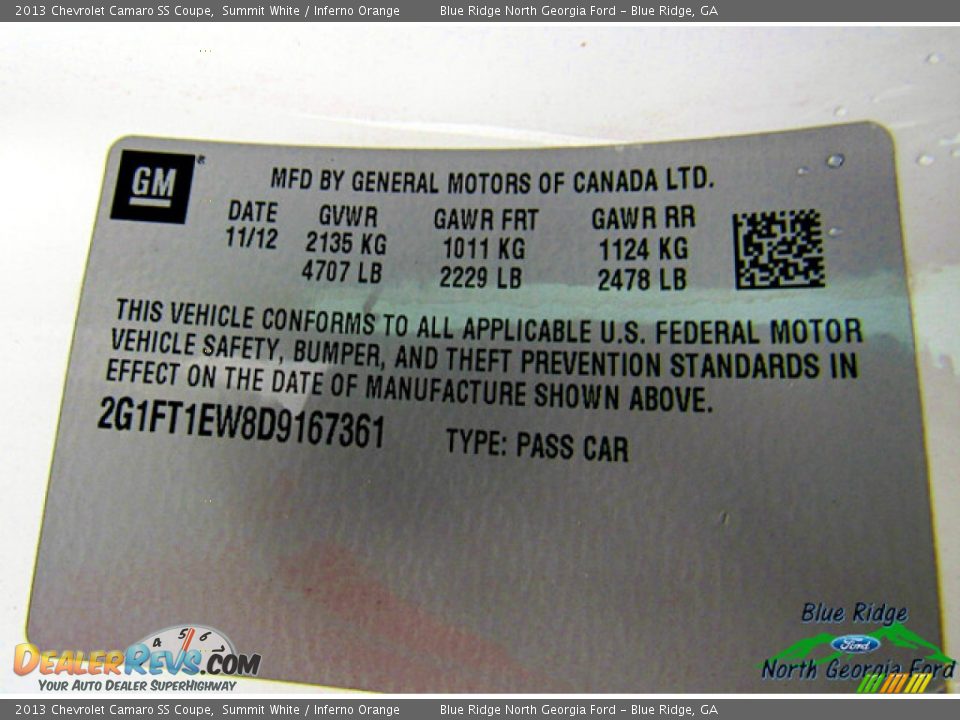 2013 Chevrolet Camaro SS Coupe,  Summit White / Inferno Orange     Blue Ridge North Georgia Ford – Blue Ridge, GA
GM®
MFD BY GENERAL MOTORS OF CANADA LTD.
DATE GVWR GAWR FRT GAWR RR
11/12 2135 KG 1011 KG 1124 KG
4707 LB 2229 LB 2478 LB
THIS VEHICLE CONFORMS TO ALL APPLICABLE U.S. FEDERAL MOTOR
VEHICLE SAFETY, BUMPER, AND THEFT PREVENTION STANDARDS IN
EFFECT ON THE DATE OF MANUFACTURE SHOWN ABOVE.
2G1FT1EW8D9167361 TYPE: PASS CAR
Blue Ridge
Ford
North Georgia Ford
4 5 6 7
DEALERREVS.COM
YOUR AUTO DEALER SUPERHIGHWAY
2013 Chevrolet Camaro SS Coupe,  Summit White / Inferno Orange     Blue Ridge North Georgia Ford – Blue Ridge, GA